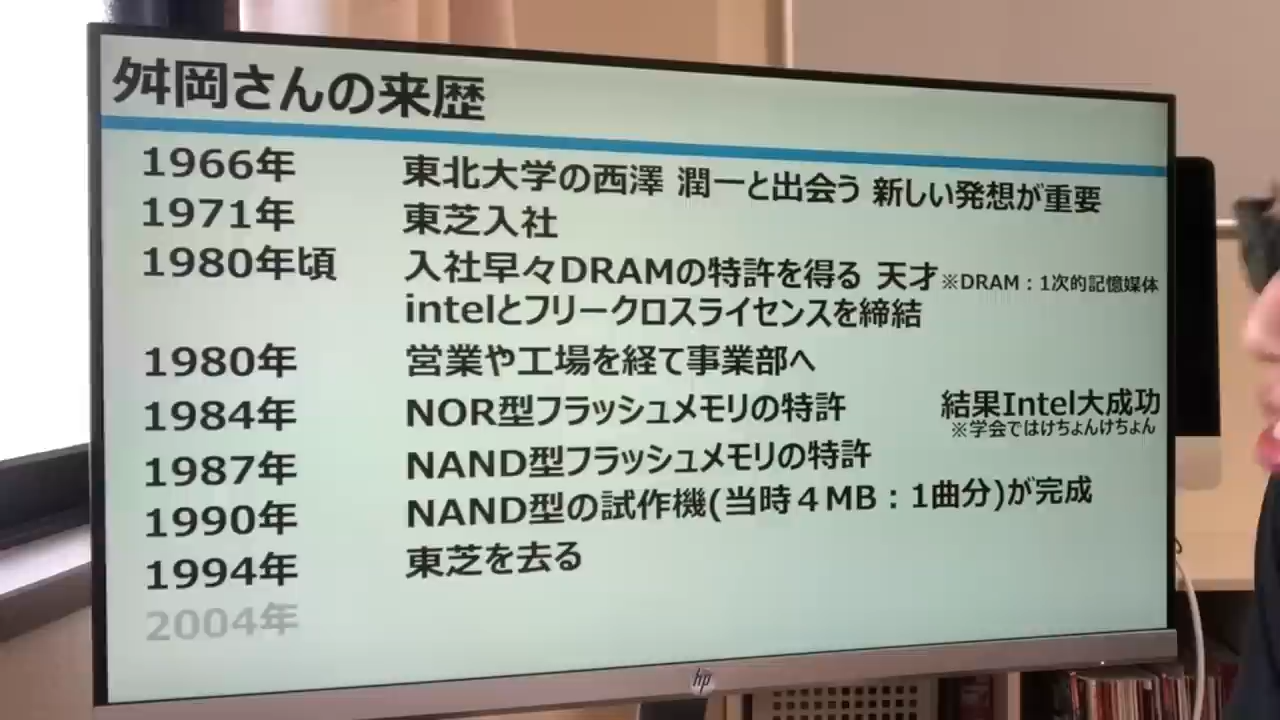 舛岡さんの来歴
1966年 東北大学の西澤 潤一と出会う 新しい発想が重要
1971年 東芝入社
1980年頃 入社早々DRAMの特許を得る 天才 ※DRAM：1次的記憶媒体
intelとフリークロスライセンスを締結
1980年 営業や工場を経て事業部へ
1984年 NOR型フラッシュメモリの特許 結果Intel大成功
※学会ではけちょんけちょん
1987年 NAND型フラッシュメモリの特許
1990年 NAND型の試作機(当時４MB：1曲分)が完成
1994年 東芝を去る
2004年
hp